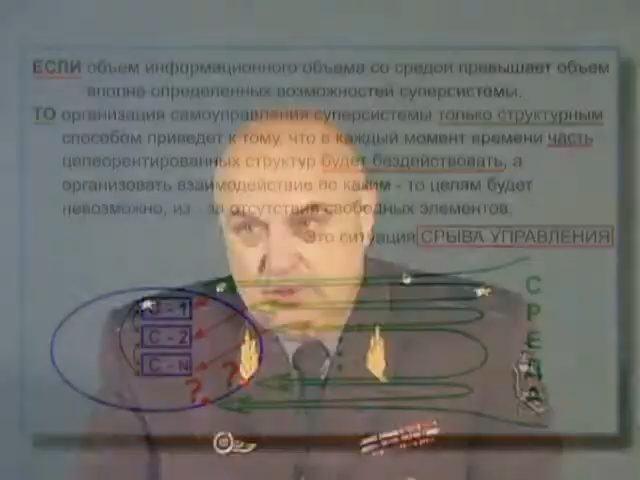 ЕСЛИ объем информационного объема со средой превышает объем
вполне определенных возможностей суперсистемы.
ТО организация самоуправления суперсистемы только структурным
способом приведет к тому, что в каждый момент времени часть
целеорентированных структур будет бездействовать, а
организовать взаимодействие по каким - то целям будет
невозможно, из - за отсутствия свободных элементов.
Это ситуация СРЫВА УПРАВЛЕНИЯ
С - 1
С - 2
С - N
? ?
С
Р
Е
Д
А